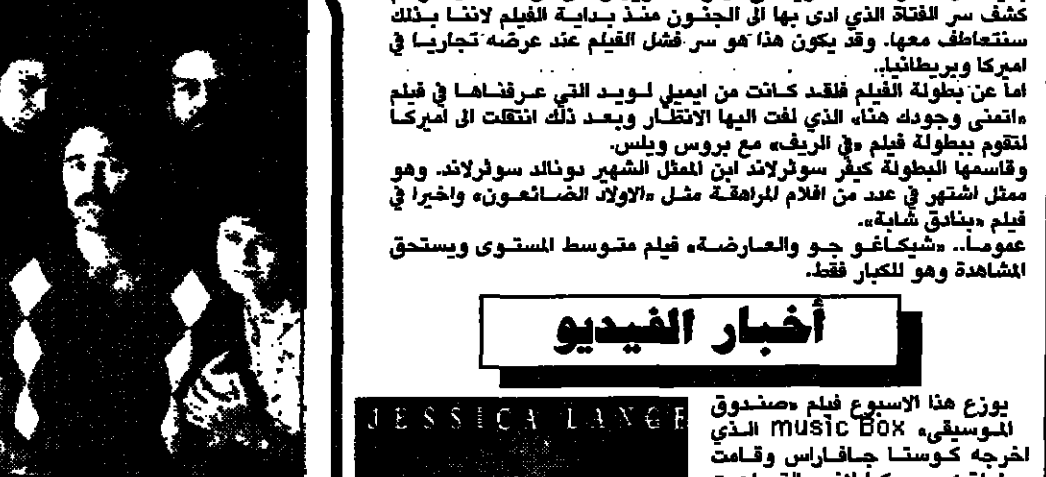 كشف سر الفتاة الذي ادى بها الى الجنون منذ بداية الفيلم لاننا بذلك
سنتعاطف معها. وقد يكون هذا هو سر فشل الفيلم عند عرضه تجاريا في
اميركا وبريطانيا..
اما عن بطولة الفيلم فلقد كانت من ايميلي لويد التي عرفناها في فيلم
«اتمنى وجودك هنا» الذي لفت اليها الانتظار وبعد ذلك انتقلت الى اميركا
لتقوم ببطولة فيلم «في الريف» مع بروس ويلس.
وقاسمها البطولة كيفر سوثرلاند ابن الممثل الشهير دونالد سوثرلاند. وهو
ممثل اشتهر في عدد من افلام المراهقة مثل «الاولاد الضائعون» واخيرا في
فيلم «بنادق شابة».
عموما.. «شيكاغو جو والعارضة» فيلم متوسط المستوى ويستحق
المشاهدة وهو للكبار فقط.
أخبار الفيديو
يوزع هذا الاسبوع فيلم «صندوق
الموسيقى» music Box الذي
اخرجه كوستا جافاراس وقامت
JESSICA LANGE